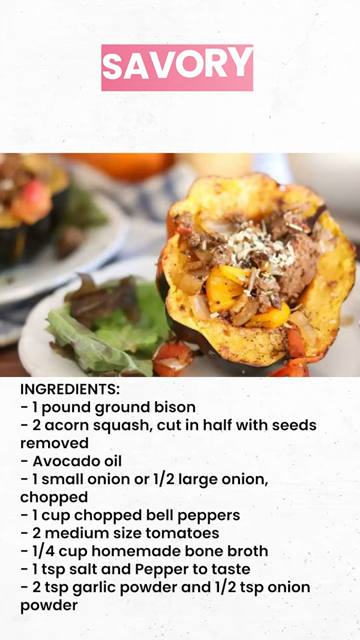 SAVORY
INGREDIENTS:
- 1 pound ground bison
- 2 acorn squash, cut in half with seeds
removed
- Avocado oil
- 1 small onion or 1/2 large onion,
chopped
- 1 cup chopped bell peppers
- 2 medium size tomatoes
- 1/4 cup homemade bone broth
- 1 tsp salt and Pepper to taste
- 2 tsp garlic powder and 1/2 tsp onion
powder